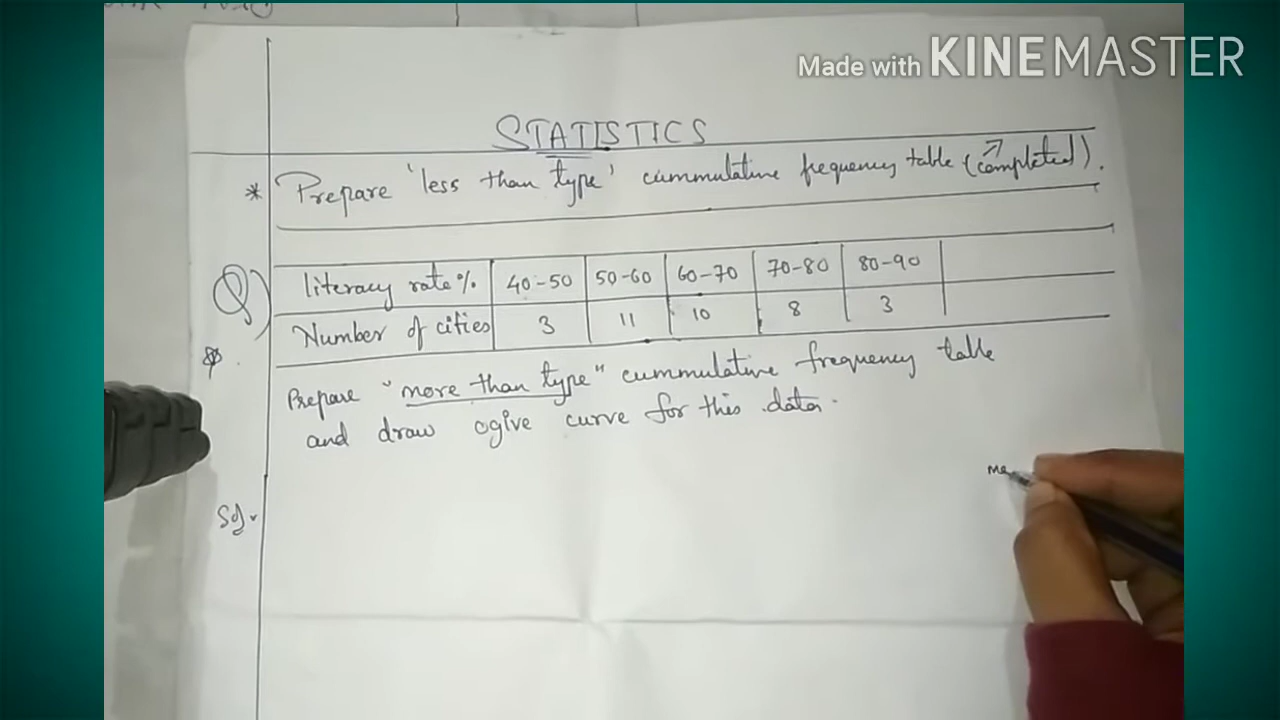 Made with KINEMASTER
STATISTICS
* Prepare 'less than type' cummulative frequency table (completed).
Q) literacy rate % 40-50 50-60 60-70 70-80 80-90
Number of cities 3 11 10 8 3
Prepare "more than type" cummulative frequency table
and draw ogive curve for this data.
Me
Sol.